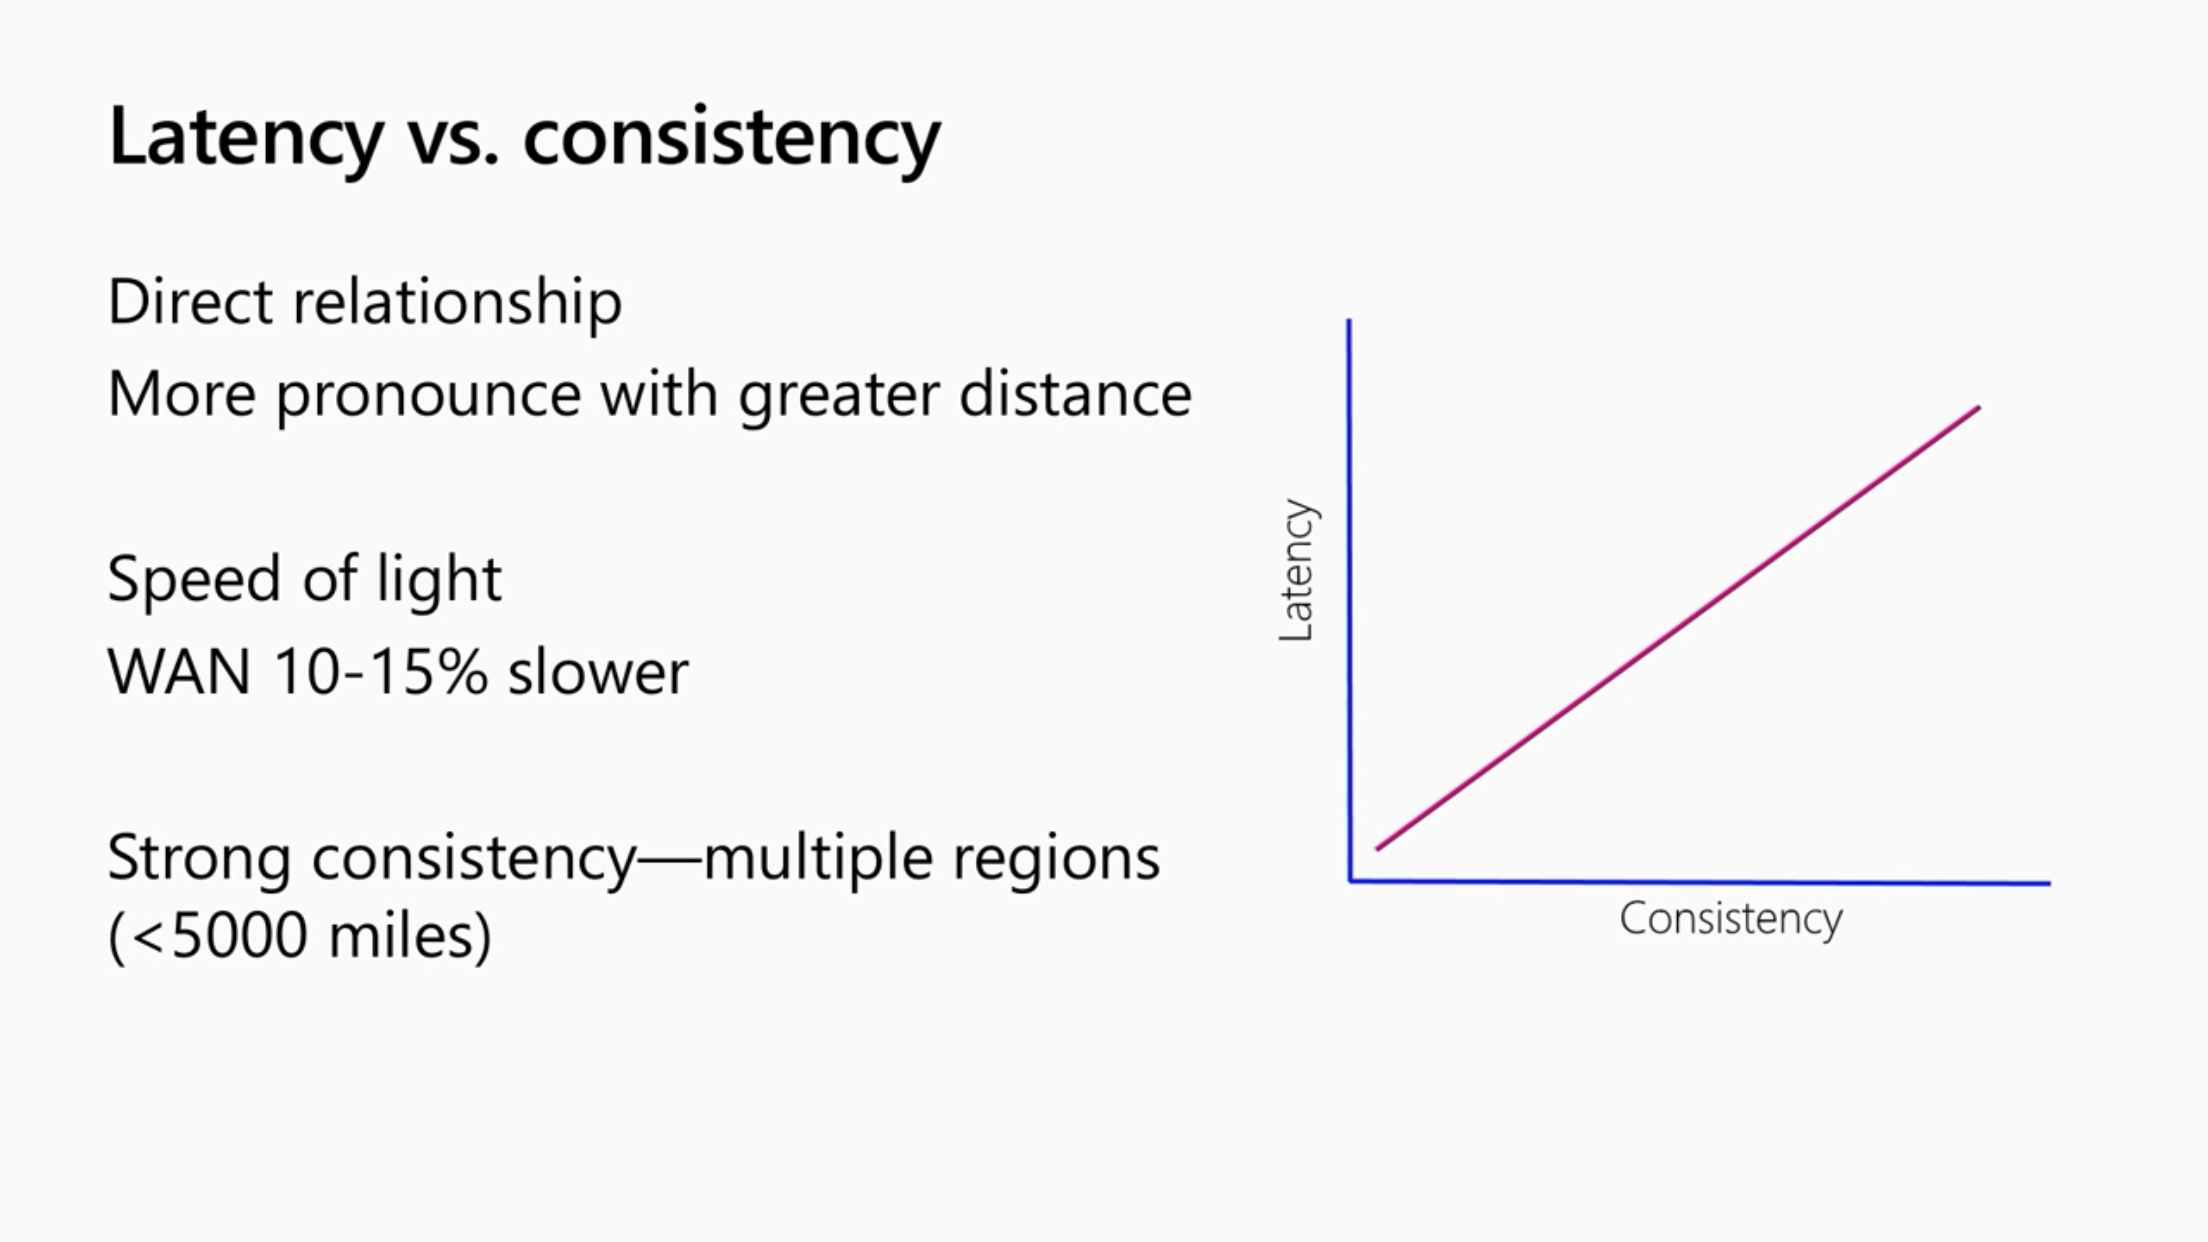 Latency vs. consistency
Direct relationship
More pronounce with greater distance
Speed of light
WAN 10-15% slower
Strong consistency—multiple regions
(<5000 miles)
Latency
Consistency